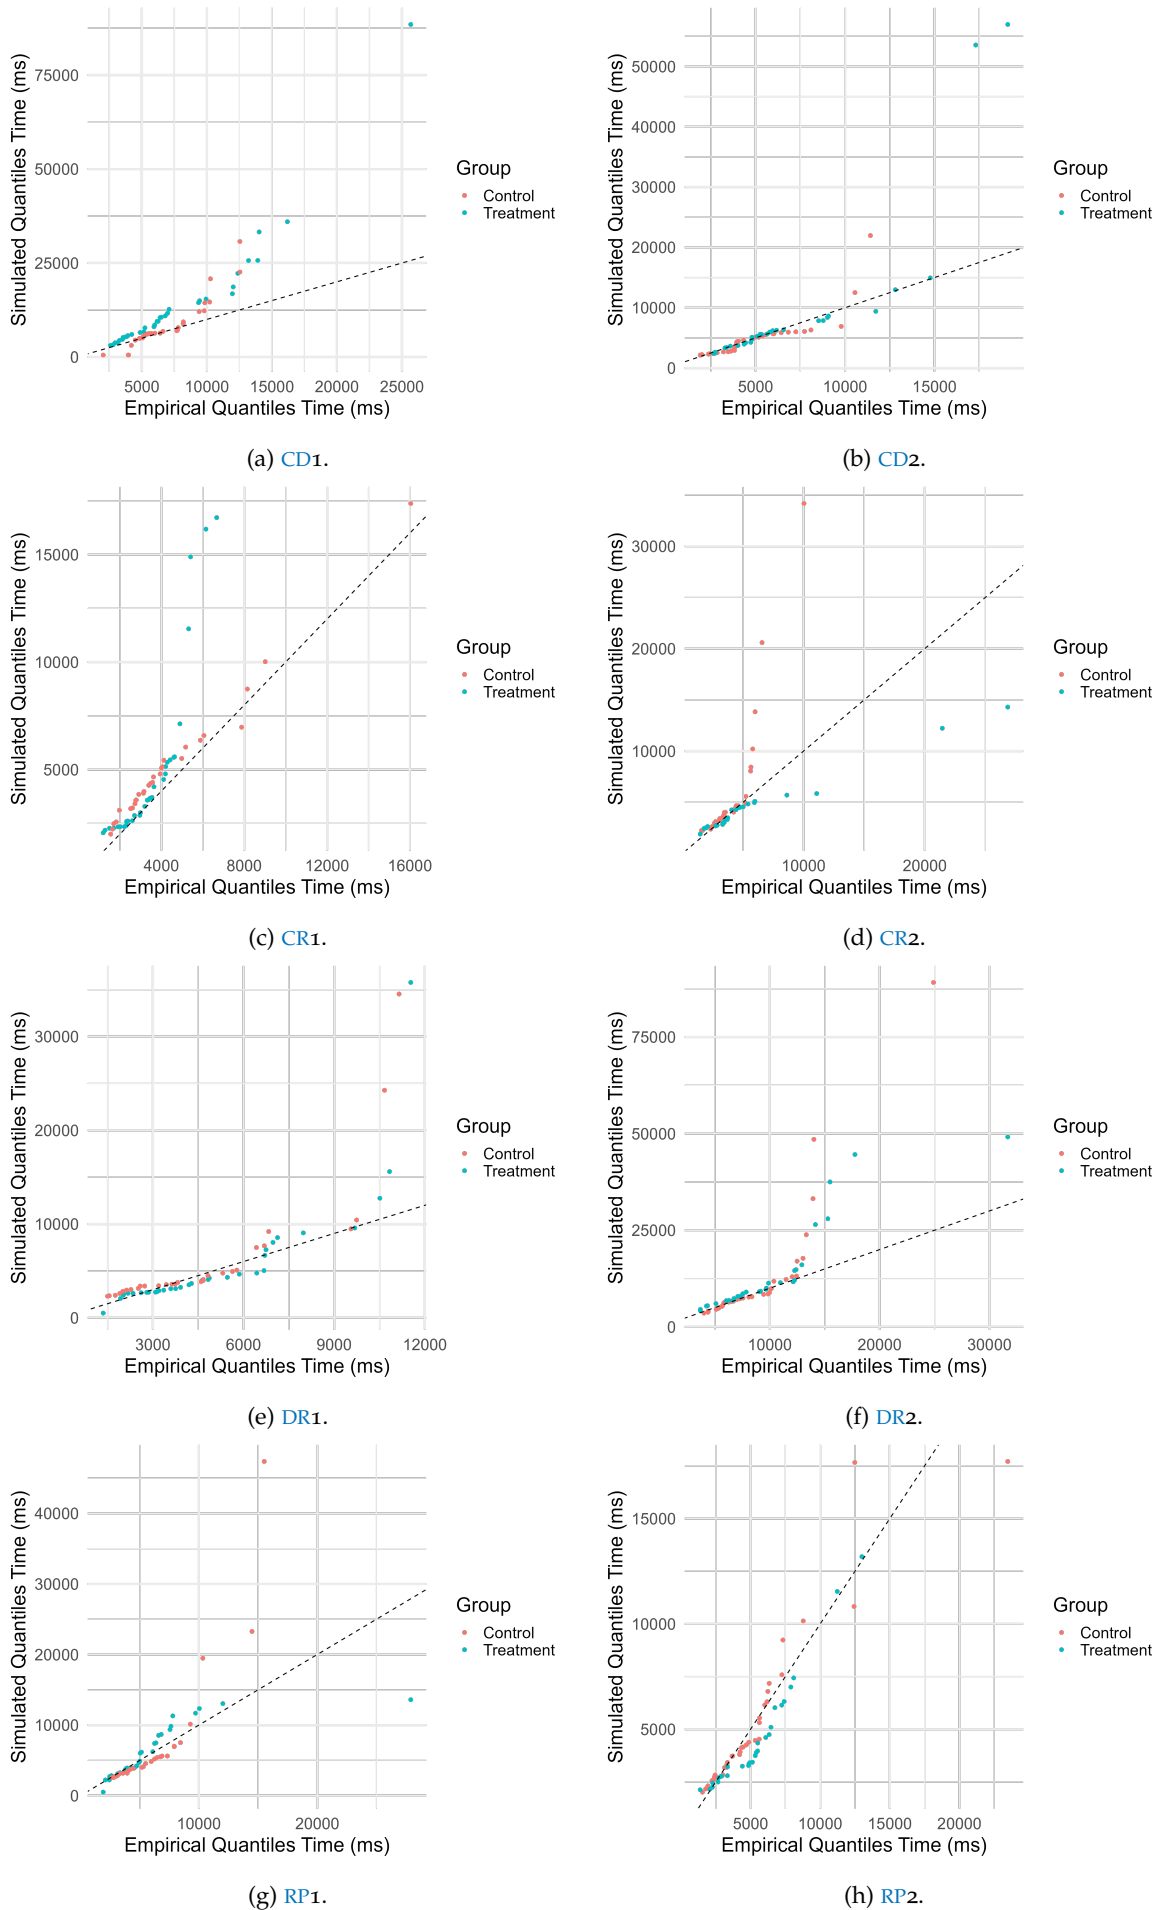 Simulated Quantiles Time (ms)
75000
50000
25000
0
5000 10000 15000 20000 25000
Empirical Quantiles Time (ms)
Group
Control
Treatment
(a) CD1.
Simulated Quantiles Time (ms)
50000
40000
30000
20000
10000
0
5000 10000 15000
Empirical Quantiles Time (ms)
Group
Control
Treatment
(b) CD2.
Simulated Quantiles Time (ms)
15000
10000
5000
4000 8000 12000 16000
Empirical Quantiles Time (ms)
Group
Control
Treatment
(c) CR1.
Simulated Quantiles Time (ms)
30000
20000
10000
10000 20000
Empirical Quantiles Time (ms)
Group
Control
Treatment
(d) CR2.
Simulated Quantiles Time (ms)
30000
20000
10000
0
3000 6000 9000 12000
Empirical Quantiles Time (ms)
Group
Control
Treatment
(e) DR1.
Simulated Quantiles Time (ms)
75000
50000
25000
0
10000 20000 30000
Empirical Quantiles Time (ms)
Group
Control
Treatment
(f) DR2.
Simulated Quantiles Time (ms)
40000
30000
20000
10000
0
10000 20000
Empirical Quantiles Time (ms)
Group
Control
Treatment
(g) RP1.
Simulated Quantiles Time (ms)
15000
10000
5000
5000 10000 15000 20000
Empirical Quantiles Time (ms)
Group
Control
Treatment
(h) RP2.